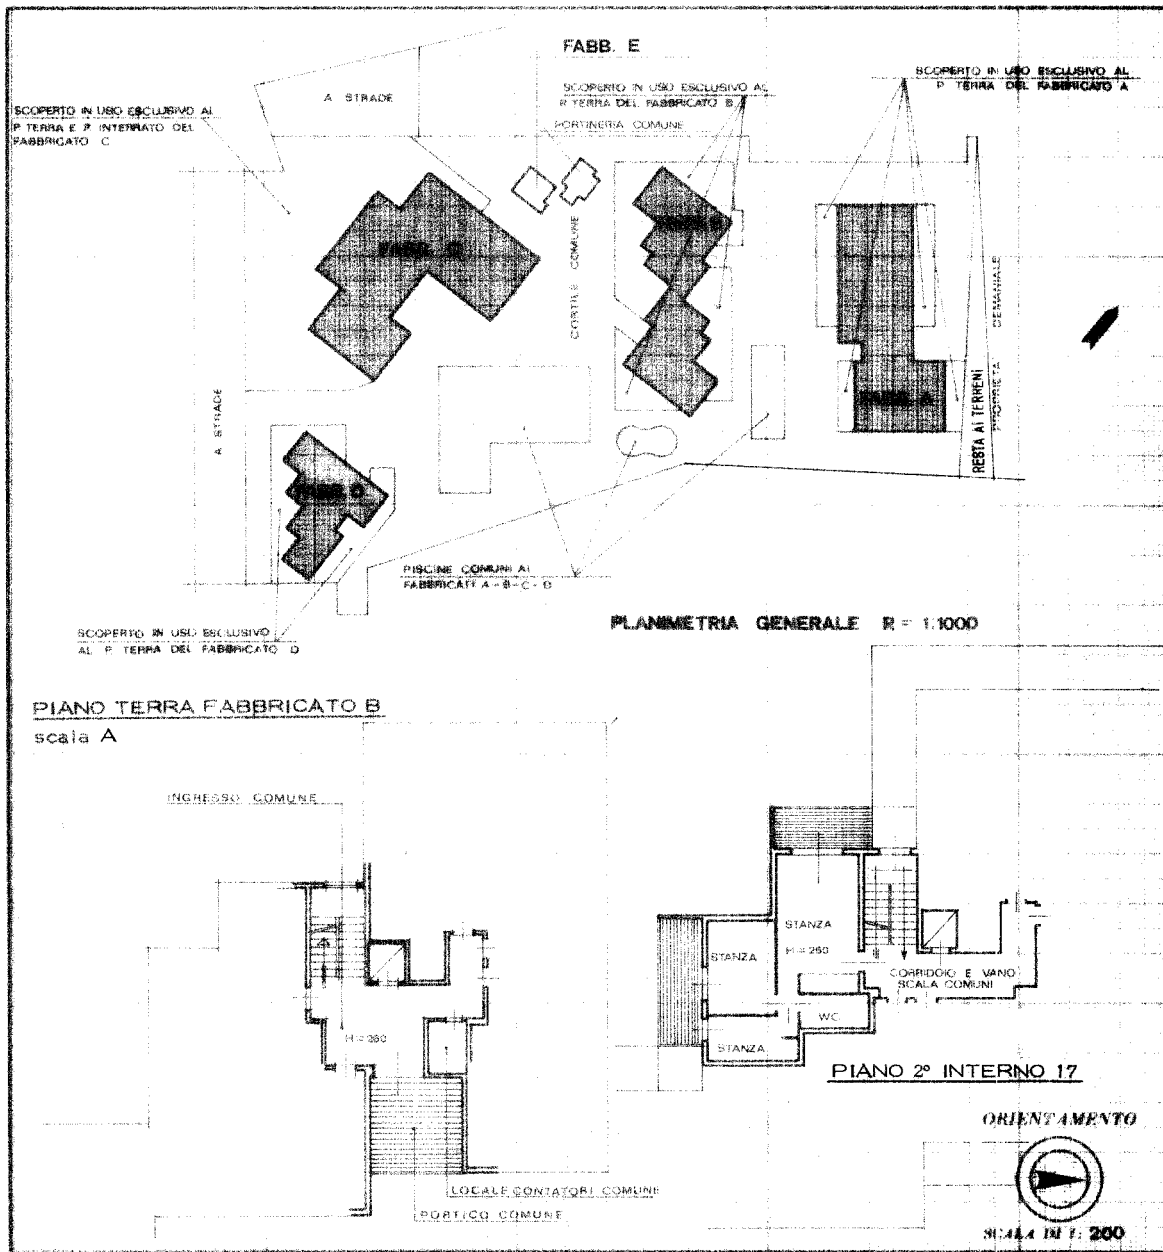 FABB. E
SCOPERTO IN USO ESCLUSIVO AL
P. TERRA DEL FABBRICATO A
A STRADE
SCOPERTO IN USO ESCLUSIVO AL
P. TERRA DEL FABBRICATO B
SCOPERTO IN USO ESCLUSIVO AL
P TERRA E P. INTERRATO DEL
FABBRICATO C
PORTINERIA COMUNE
FABB. C
CORTILE COMUNE
PROPRIETA DEMANIALE
RESTA AI TERRENI
FABB. A
A STRADE
FABB. D
PISCINE COMUNI AI
FABBRICATI A - B - C - D
SCOPERTO IN USO ESCLUSIVO
AL P. TERRA DEL FABBRICATO D
PLANIMETRIA GENERALE R = 1:1000
PIANO TERRA FABBRICATO B
scala A
INGRESSO COMUNE
STANZA
H = 260
STANZA
CORRIDOIO E VANO
SCALA COMUNI
WC
H = 260
STANZA
PIANO 2° INTERNO 17
ORIENTAMENTO
LOCALE CONTATORI COMUNE
PORTICO COMUNE
SCALA DI 1: 200